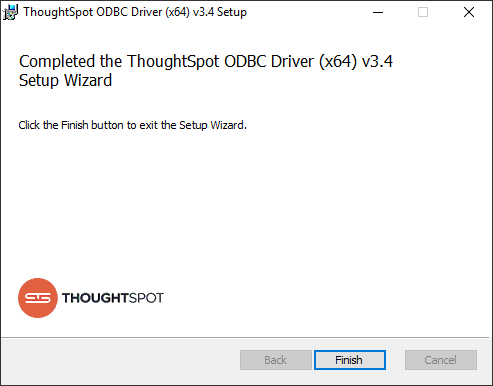 ThoughtSpot ODBC Driver (x64) v3.4 Setup
Completed the ThoughtSpot ODBC Driver (x64) v3.4
Setup Wizard
Click the Finish button to exit the Setup Wizard.
THOUGHTSPOT
Back Finish Cancel